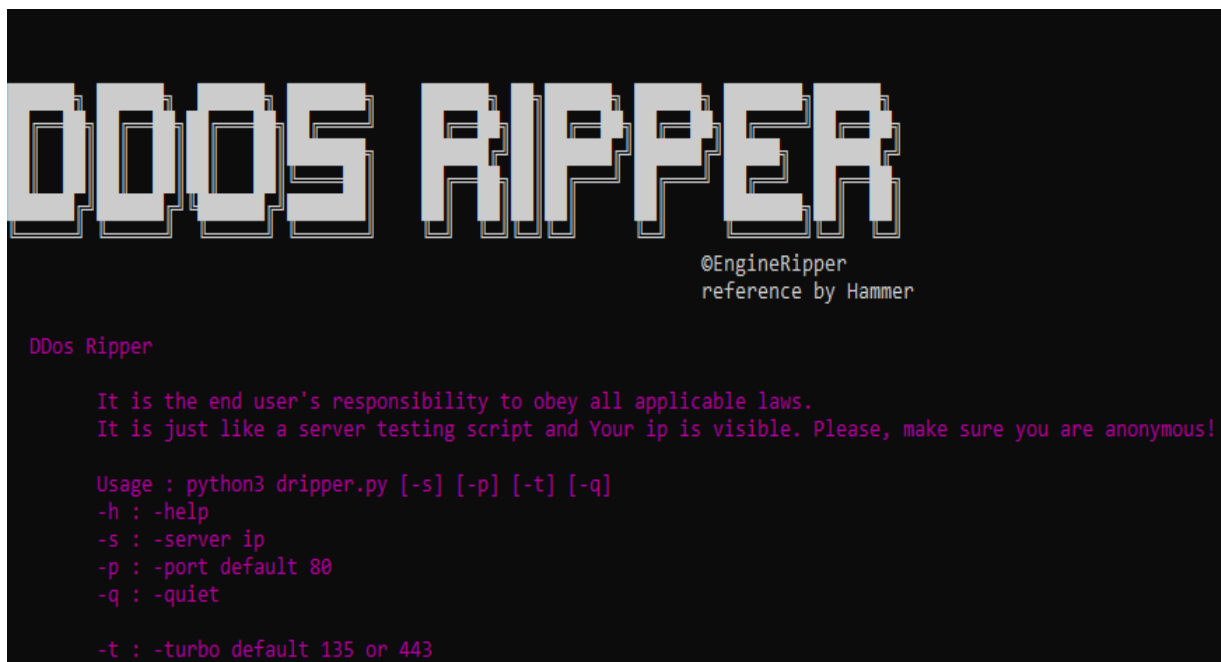 DDOS RIPPER
©EngineRipper
reference by Hammer
DDos Ripper
It is the end user's responsibility to obey all applicable laws.
It is just like a server testing script and Your ip is visible. Please, make sure you are anonymous!
Usage : python3 dripper.py [-s] [-p] [-t] [-q]
-h : -help
-s : -server ip
-p : -port default 80
-q : -quiet
-t : -turbo default 135 or 443